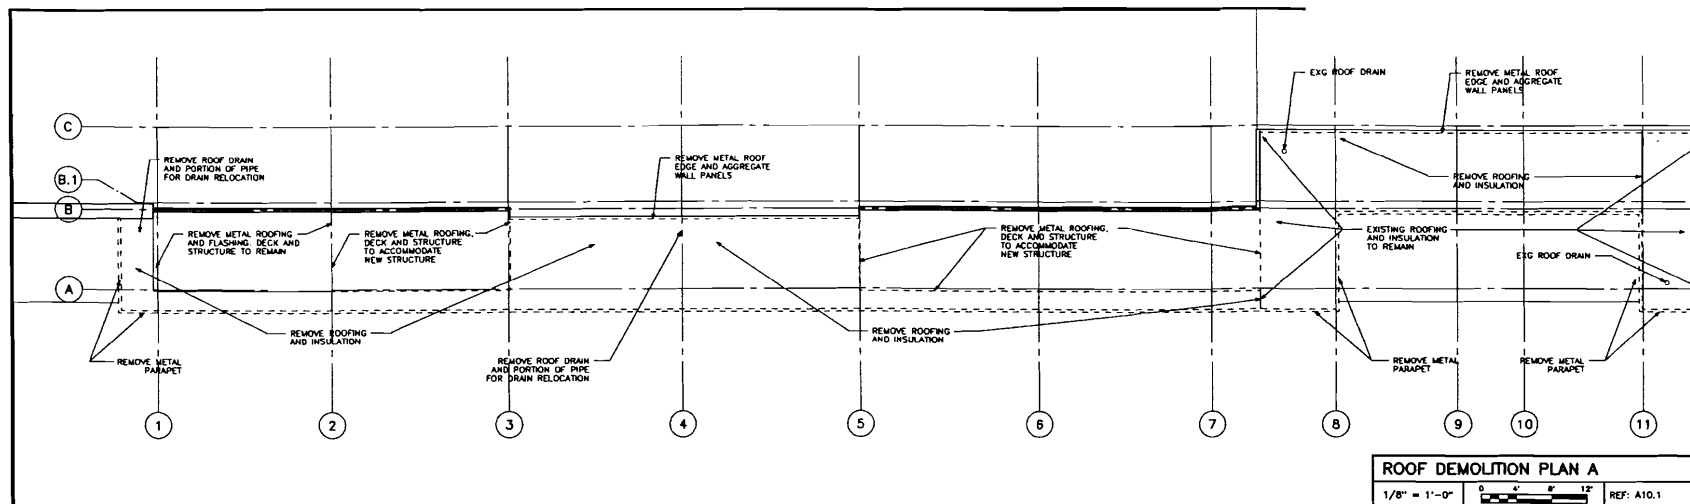 EXG ROOF DRAIN
REMOVE METAL ROOF
EDGE AND AGGREGATE
WALL PANELS
C
REMOVE ROOF DRAIN
AND PORTION OF PIPE
FOR DRAIN RELOCATION
REMOVE METAL ROOF
EDGE AND AGGREGATE
WALL PANELS
B.1
REMOVE ROOFING
AND INSULATION
B
REMOVE METAL ROOFING
AND FLASHING, DECK AND
STRUCTURE TO REMAIN
REMOVE METAL ROOFING,
DECK AND STRUCTURE
TO ACCOMMODATE
NEW STRUCTURE
REMOVE METAL ROOFING,
DECK AND STRUCTURE
TO ACCOMMODATE
NEW STRUCTURE
EXISTING ROOFING
AND INSULATION
TO REMAIN
EXG ROOF DRAIN
A
REMOVE ROOFING
AND INSULATION
REMOVE ROOFING
AND INSULATION
REMOVE METAL
PARAPET
REMOVE ROOF DRAIN
AND PORTION OF PIPE
FOR DRAIN RELOCATION
REMOVE METAL
PARAPET
REMOVE METAL
PARAPET
1 2 3 4 5 6 7 8 9 10 11
ROOF DEMOLITION PLAN A
1/8" = 1'-0"
0 4' 8' 12'
REF: A10.1